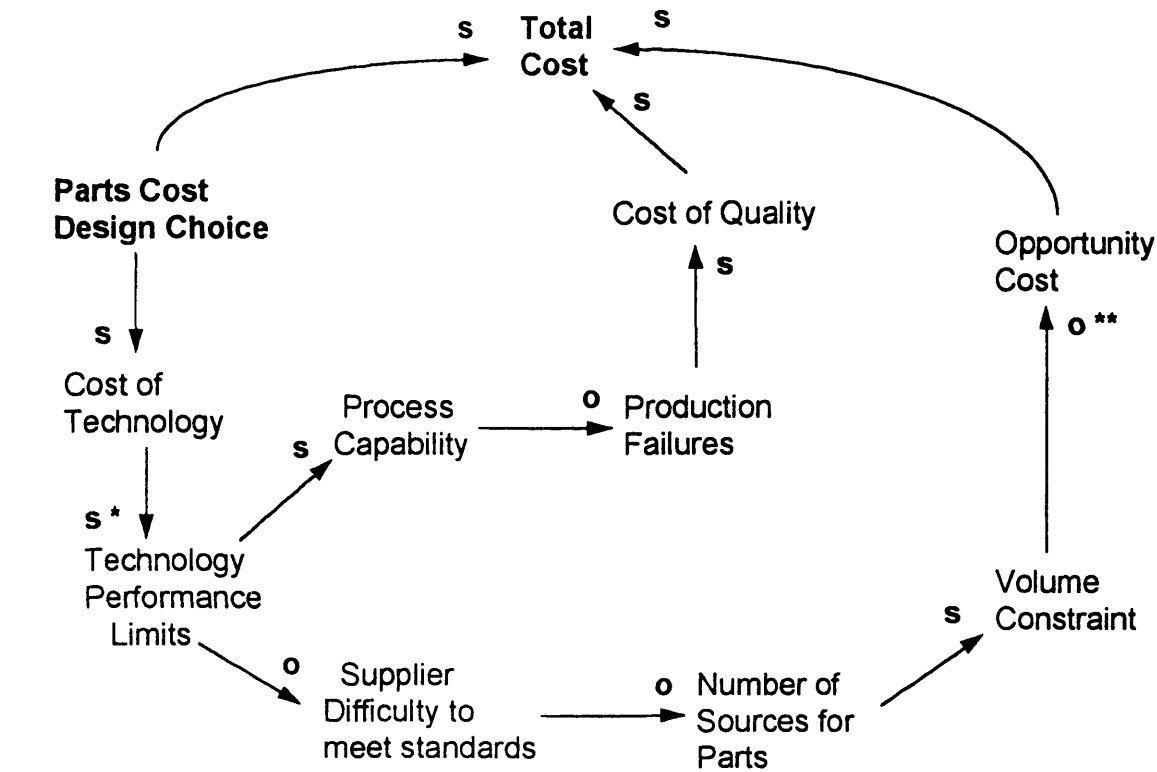 s
Total
Cost
s
s
Parts Cost
Design Choice
Cost of Quality
Opportunity
Cost
s
o **
s
Cost of
Technology
Process
Capability
o
Production
Failures
s
s *
Technology
Performance
Limits
Volume
Constraint
s
o
Supplier
Difficulty to
meet standards
o
Number of
Sources for
Parts